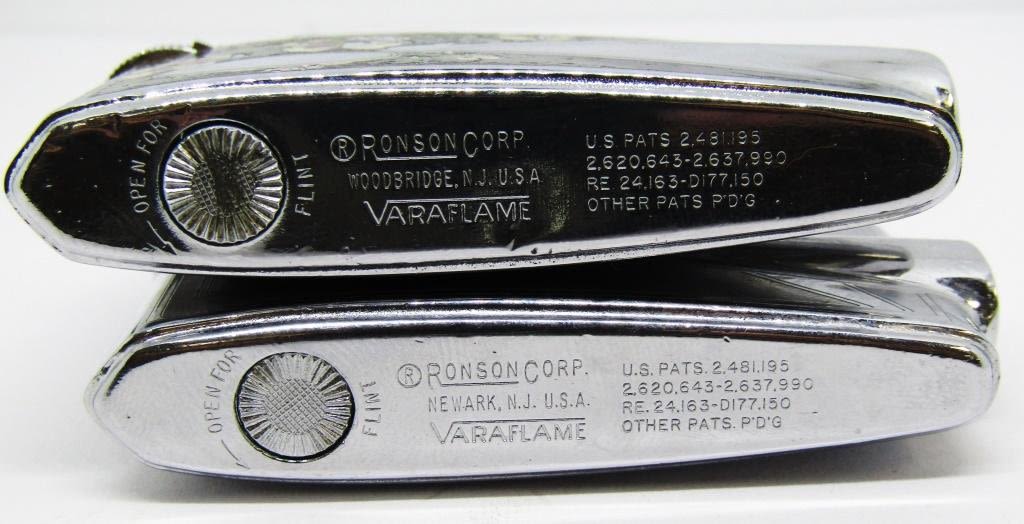 OPEN FOR
FLINT
® RONSON CORP.
WOODBRIDGE, N.J. U.S.A
VARAFLAME
U.S. PATS 2,481,195
2,620,643-2,637,990
RE 24,163-D177,150
OTHER PATS P'D'G
OPEN FOR
FLINT
® RONSON CORP.
NEWARK, N.J. U.S.A.
VARAFLAME
U.S. PATS. 2,481,195
2,620,643-2,637,990
RE. 24,163-D177,150
OTHER PATS. P'D'G